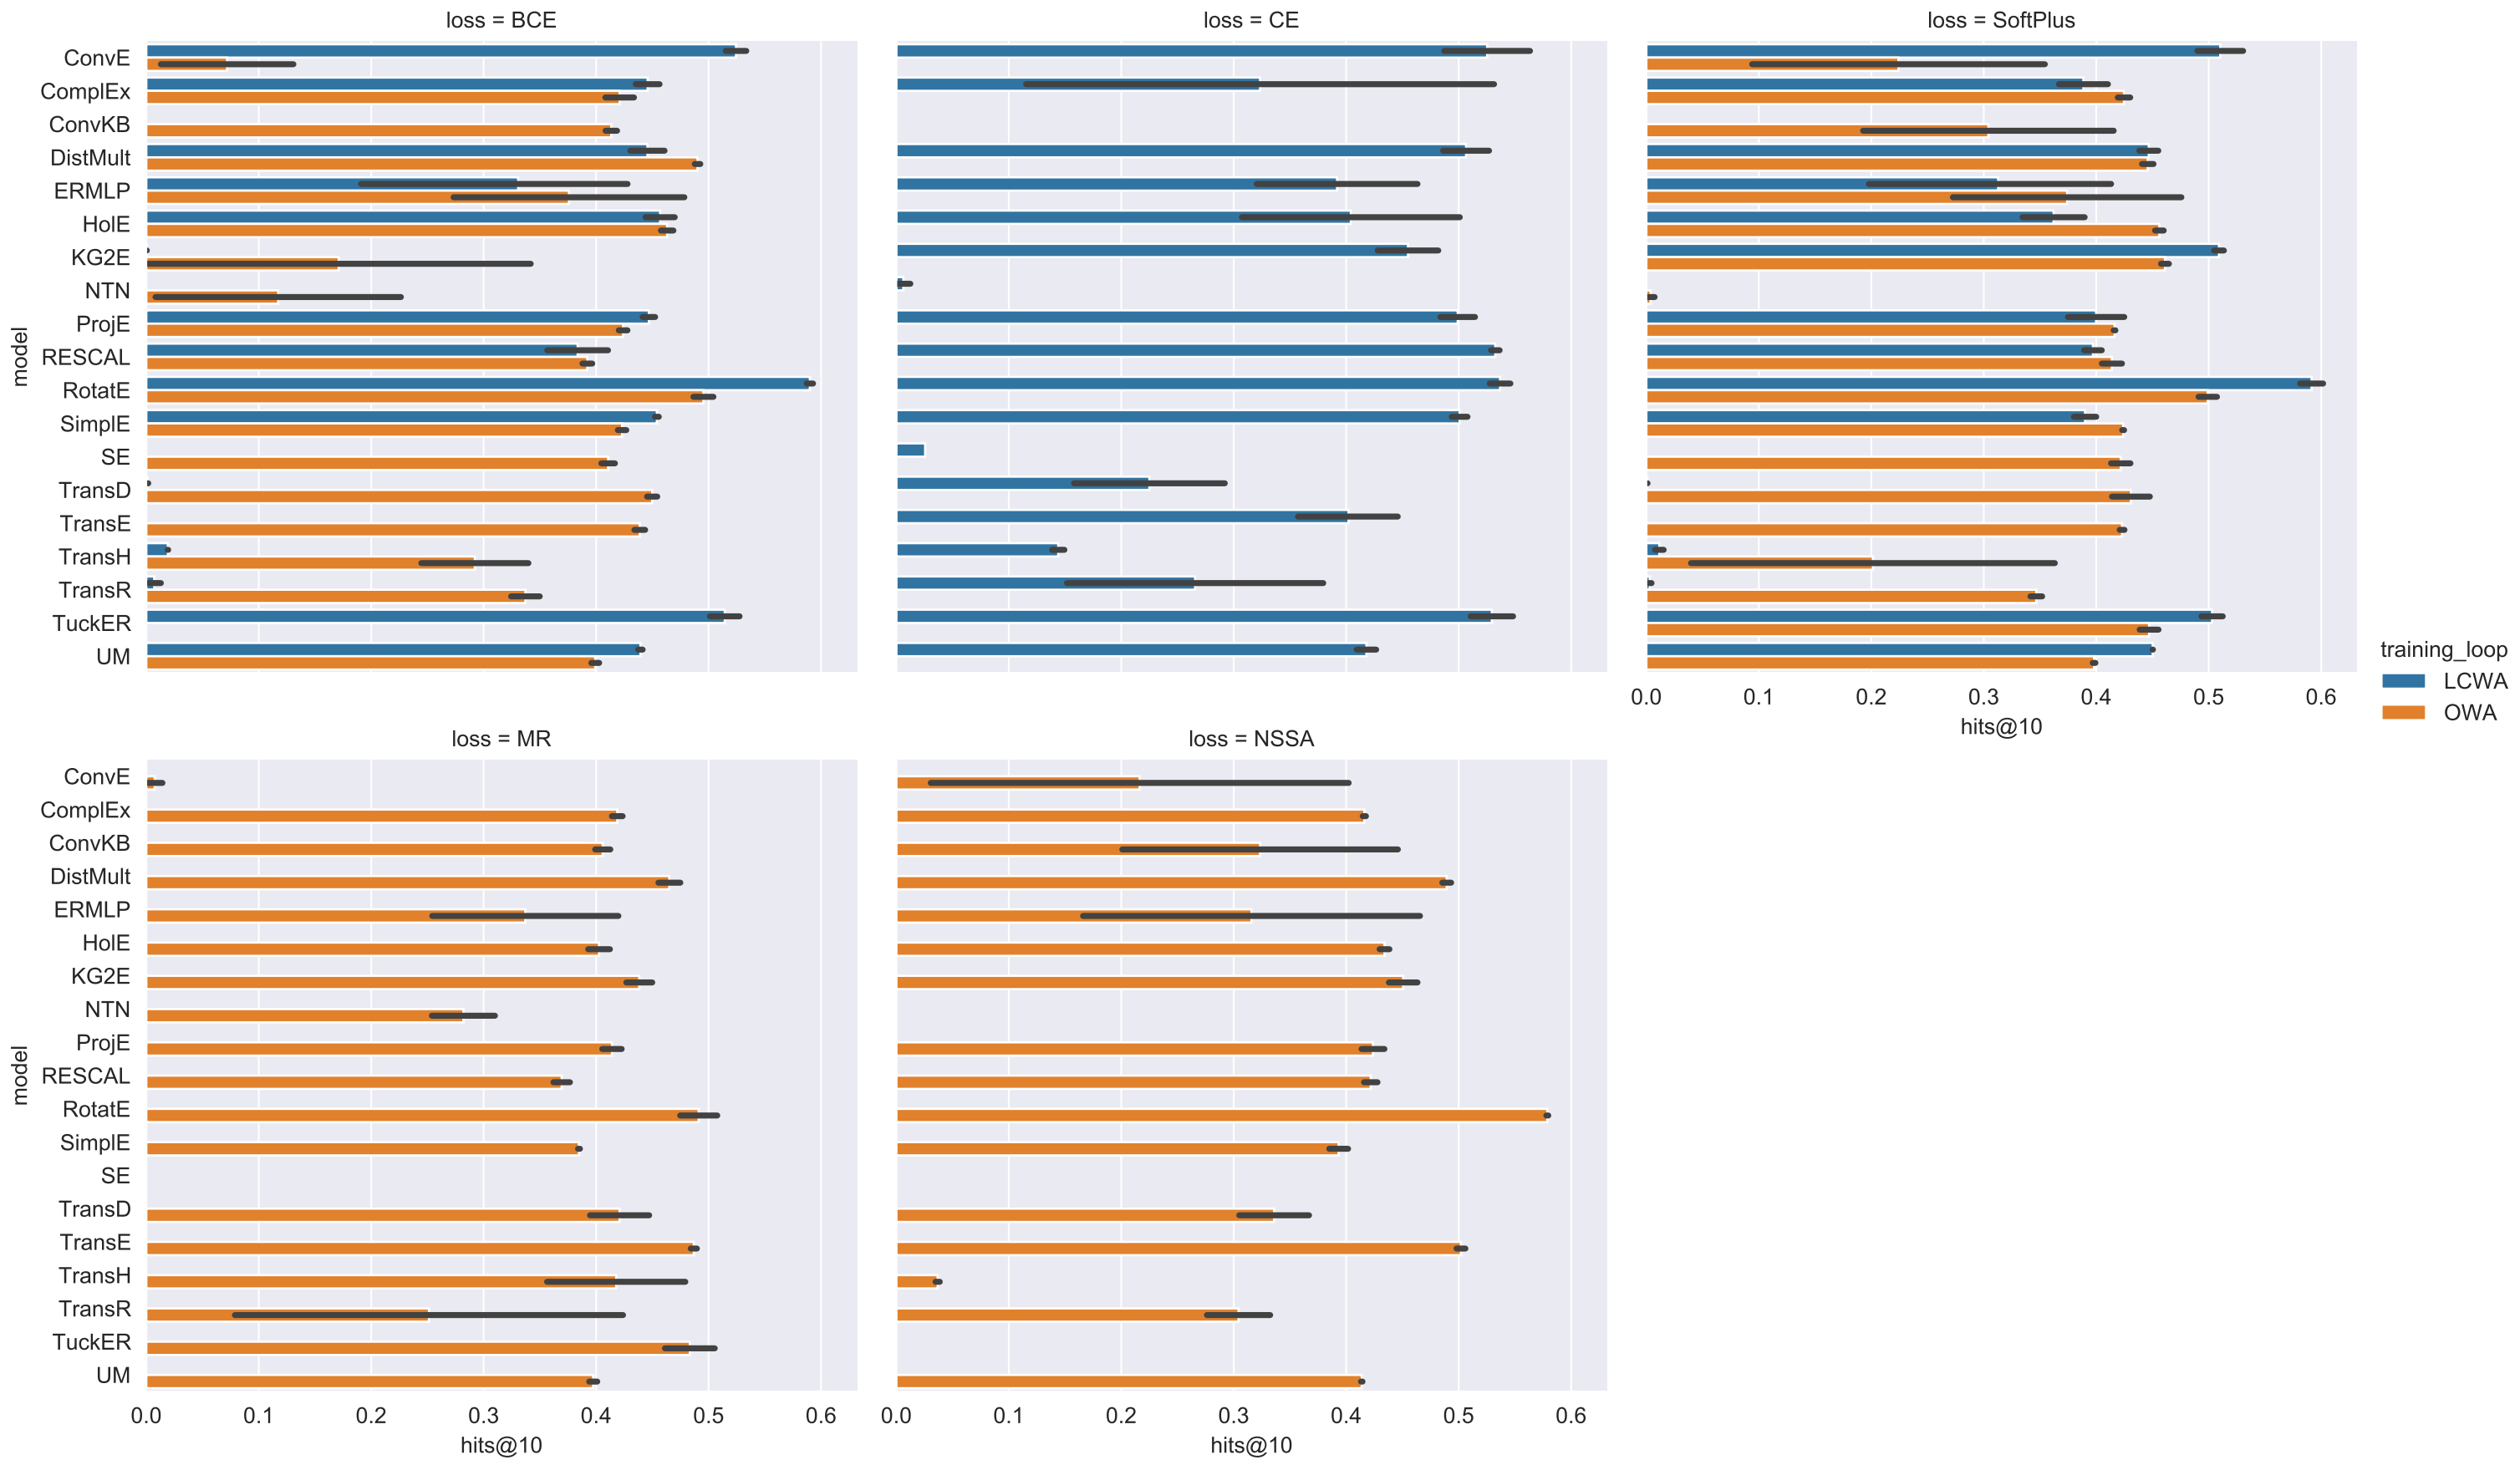 loss = BCE
loss = CE
loss = SoftPlus
model
ConvE
ComplEx
ConvKB
DistMult
ERMLP
HolE
KG2E
NTN
ProjE
RESCAL
RotatE
SimplE
SE
TransD
TransE
TransH
TransR
TuckER
UM
0.0 0.1 0.2 0.3 0.4 0.5 0.6
hits@10
training_loop
LCWA
OWA
loss = MR
loss = NSSA
model
ConvE
ComplEx
ConvKB
DistMult
ERMLP
HolE
KG2E
NTN
ProjE
RESCAL
RotatE
SimplE
SE
TransD
TransE
TransH
TransR
TuckER
UM
0.0 0.1 0.2 0.3 0.4 0.5 0.6
hits@10
0.0 0.1 0.2 0.3 0.4 0.5 0.6
hits@10